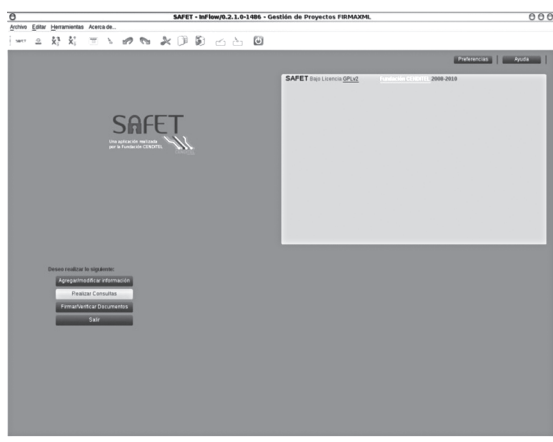 SAFET - InFlow/0.2.1.0-1486 - Gestión de Proyectos FIRMAXML
Archivo Editar Herramientas Acerca de...
Preferencias Ayuda
SAFET Bajo Licencia GPLv2 Fundación CENDITEL 2008-2010
SAFET
Una aplicación realizada
por la Fundación CENDITEL
Deseo realizar lo siguiente:
Agregar/modificar información
Realizar Consultas
Firmar/Verificar Documentos
Salir